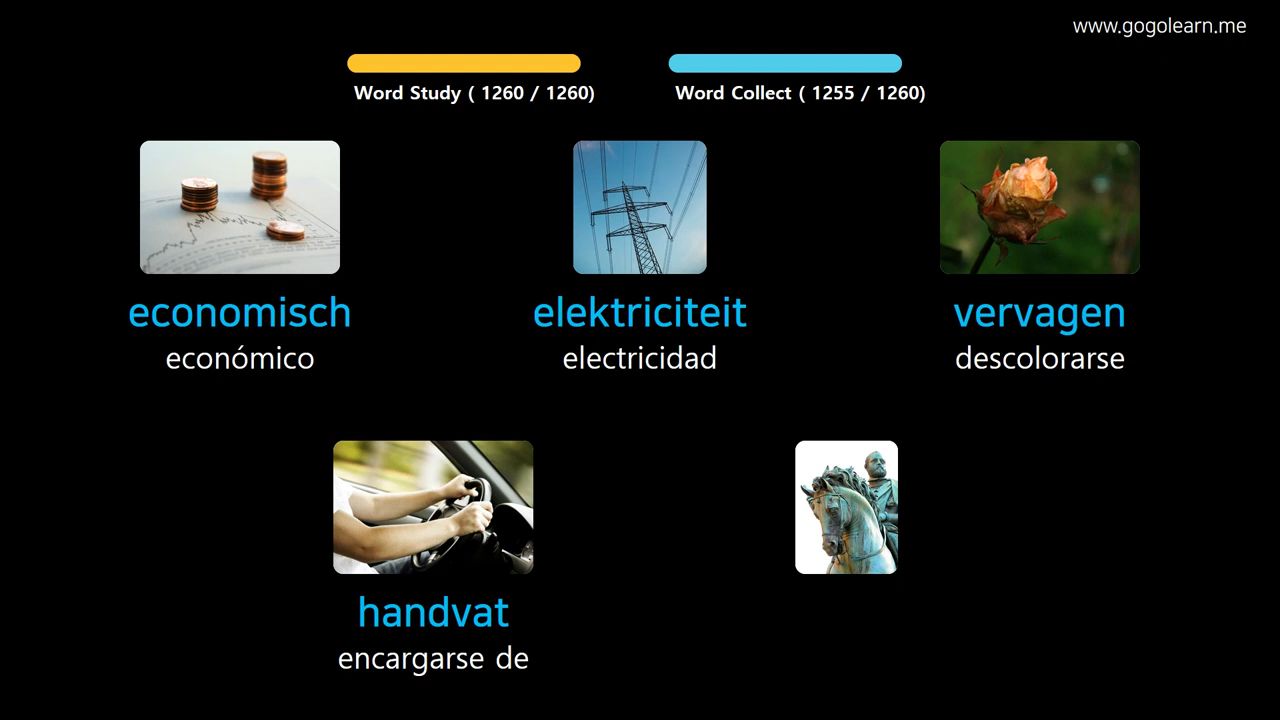 www.gogolearn.me
Word Study ( 1260 / 1260)
Word Collect ( 1255 / 1260)
economisch
económico
elektriciteit
electricidad
vervagen
descolorarse
handvat
encargarse de